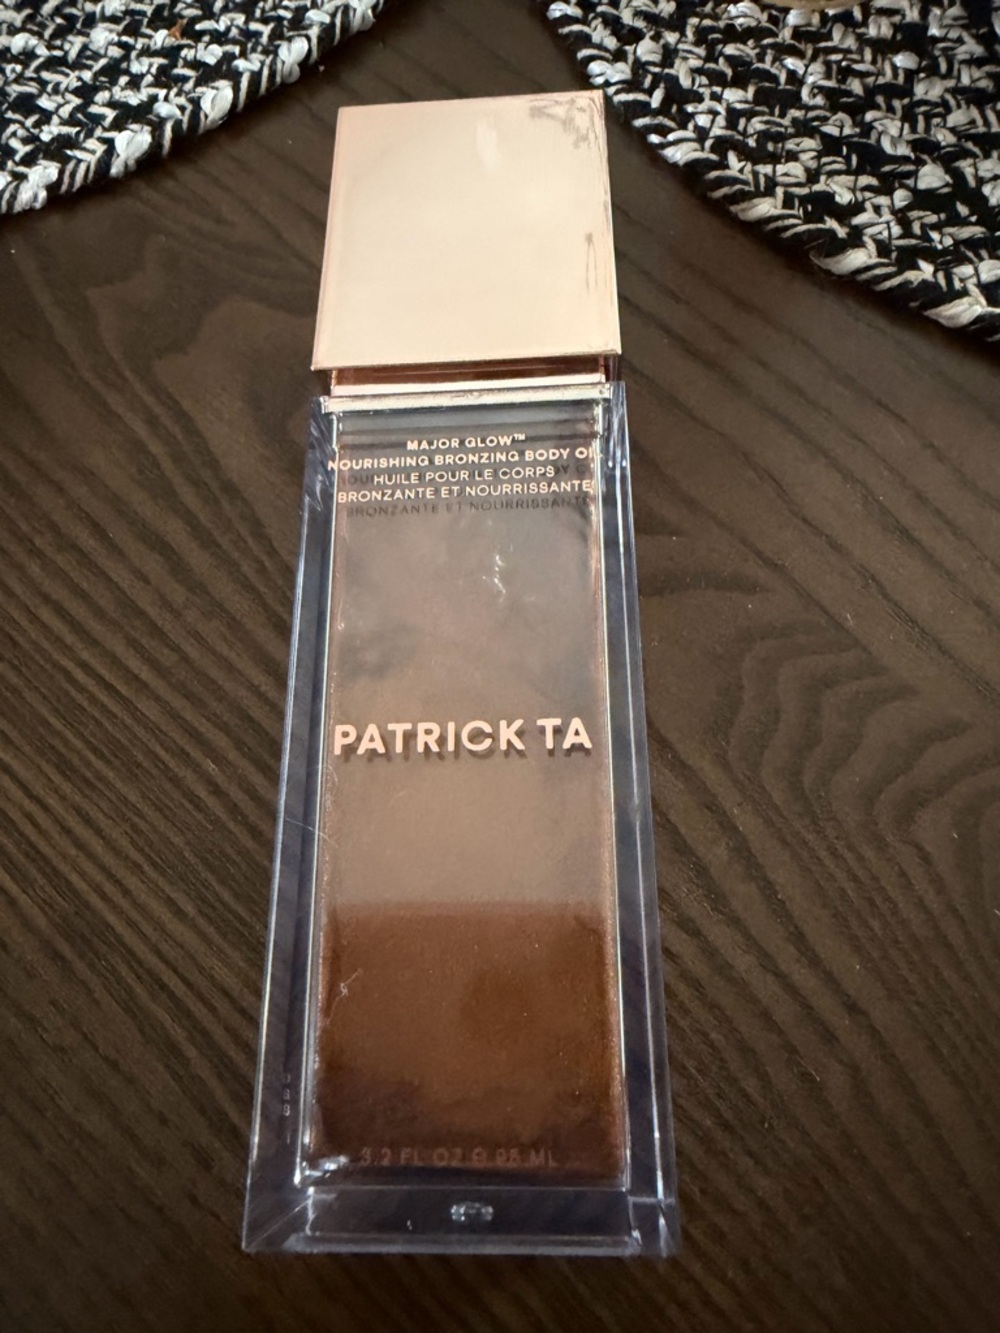 MAJOR GLOW™
NOURISHING BRONZING BODY OIL
HUILE POUR LE CORPS
BRONZANTE ET NOURRISSANTE
PATRICK TA
3.2 FL OZ e 95 ML